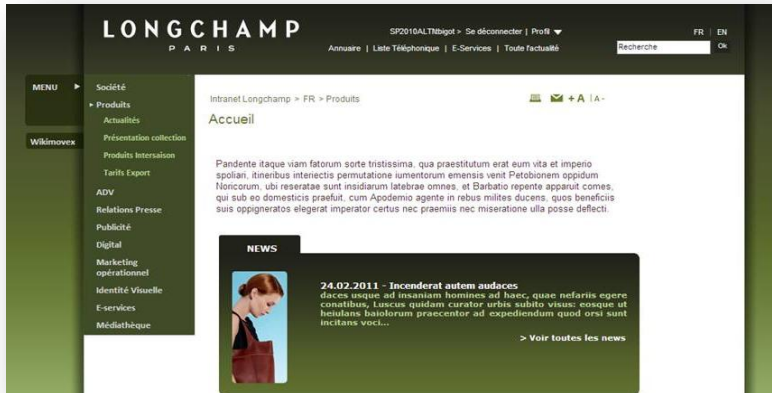 LONGCHAMP
PARIS
SP2010ALTNbigot > Se déconnecter | Profil
FR | EN
Annuaire | Liste Téléphonique | E-Services | Toute l'actualité
Recherche
Ok
MENU
Wikimovex
Société
Produits
Actualités
Présentation collection
Produits Intersaison
Tarifs Export
ADV
Relations Presse
Publicité
Digital
Marketing
opérationnel
Identité Visuelle
E-services
Médiathèque
Intranet Longchamp > FR > Produits
+A | A-
Accueil
Pandente itaque viam fatorum sorte tristissima, qua praestitutum erat eum vita et imperio
spoliari, itineribus interiectis permutatione iumentorum emensis venit Petobionem oppidum
Noricorum, ubi reseratae sunt insidiarum latebrae omnes, et Barbatio repente apparuit comes,
qui sub eo domesticis praefuit, cum Apodemio agente in rebus milites ducens, quos beneficiis
suis oppigneratos elegerat imperator certus nec praemiis nec miseratione ulla posse deflecti.
NEWS
24.02.2011 - Incenderat autem audaces
daces usque ad insaniam homines ad haec, quae nefariis egere
conatibus, Luscus quidam curator urbis subito visus: eosque ut
heiulans baiolorum praecentor ad expediendum quod orsi sunt
incitans voci...
> Voir toutes les news